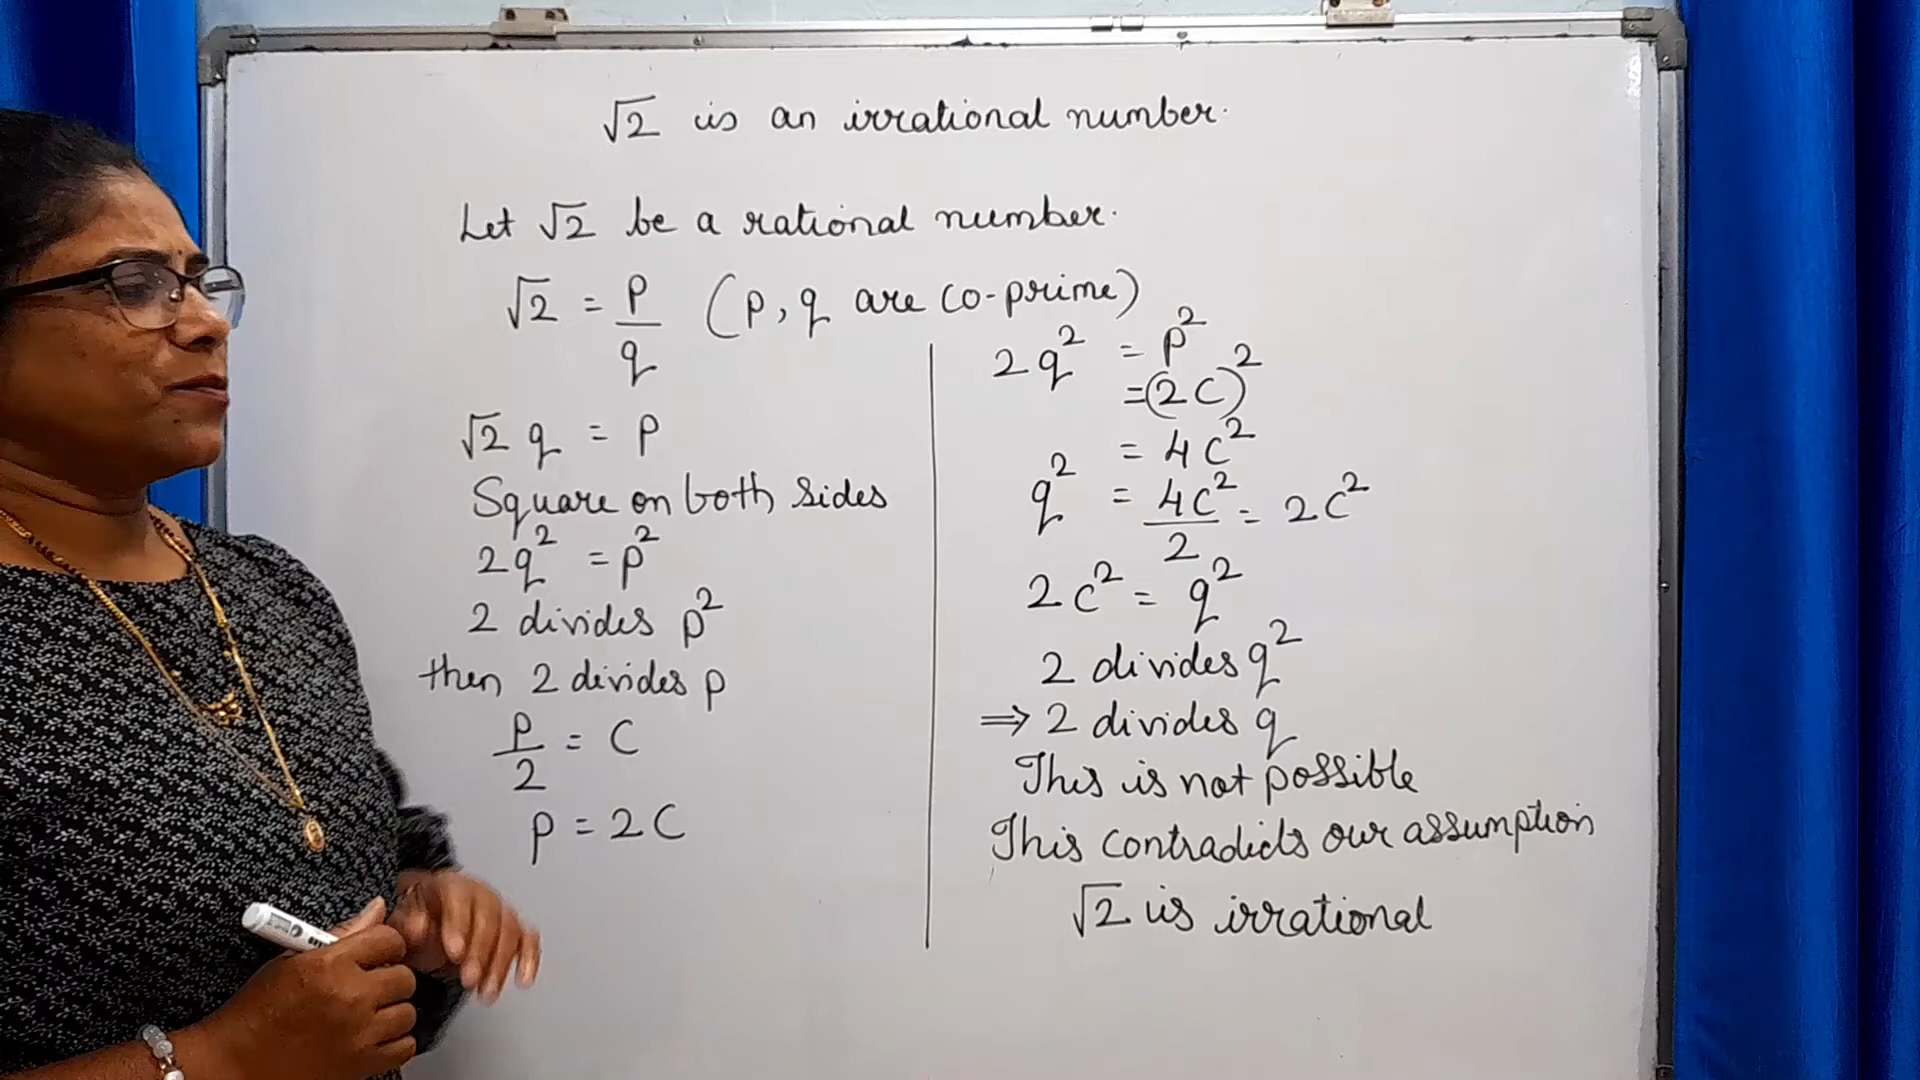 √2 is an irrational number.
Let √2 be a rational number.
√2 = p/q (p, q are co-prime)
√2 q = p
Square on both sides
2q² = p²
2 divides p²
then 2 divides p
p/2 = C
p = 2C
2q² = p²
=(2C)²
= 4C²
q² = 4C²/2 = 2C²
2C² = q²
2 divides q²
⇒ 2 divides q
This is not possible
This contradicts our assumption
√2 is irrational